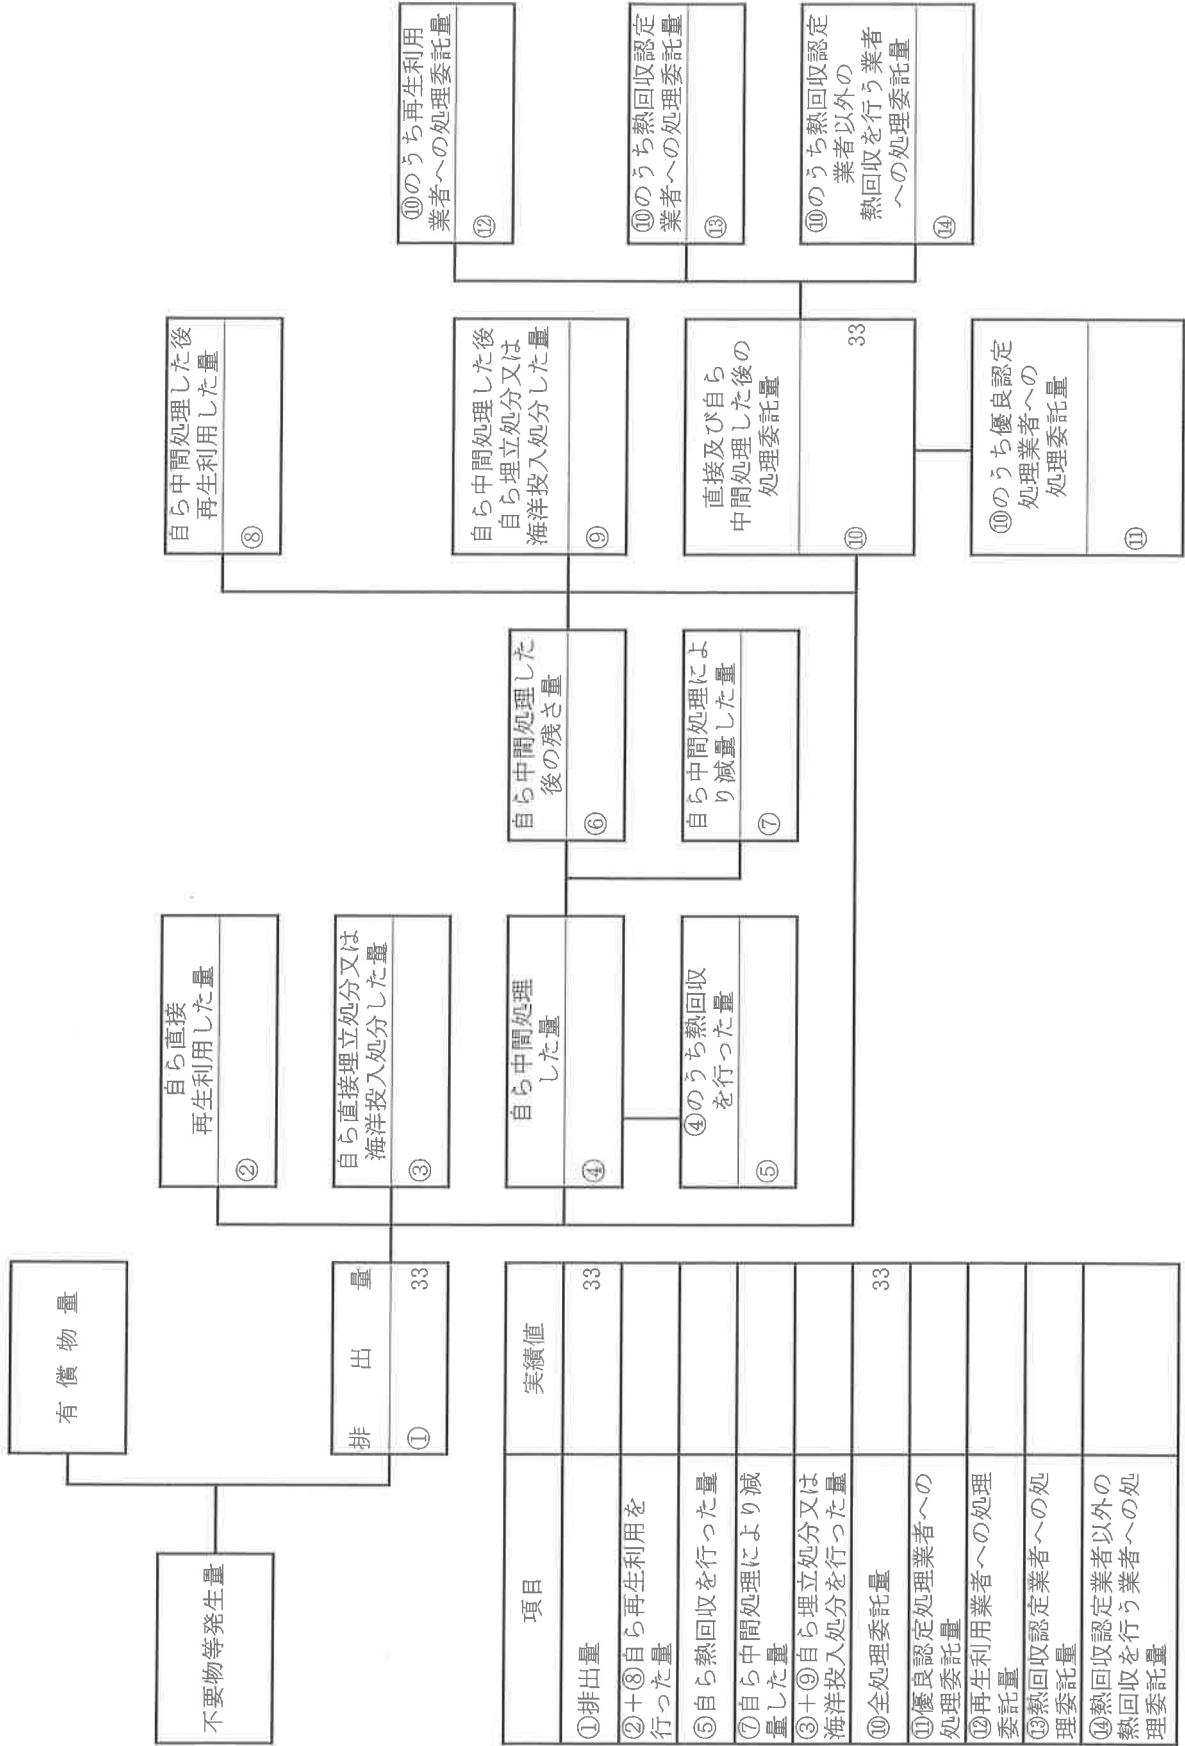 不要物等発生量
有償物量
排出量
① 33
自ら直接
再生利用した量
②
自ら直接埋立処分又は
海洋投入処分した量
③
自ら中間処理
した量
④
④のうち熱回収
を行った量
⑤
自ら中間処理した
後の残さ量
⑥
自ら中間処理によ
り減量した量
⑦
自ら中間処理した後
再生利用した量
⑧
自ら中間処理した後
自ら埋立処分又は
海洋投入処分した量
⑨
直接及び自ら
中間処理した後の
処理委託量
⑩ 33
⑩のうち優良認定
処理業者への
処理委託量
⑪
⑩のうち再生利用
業者への処理委託量
⑫
⑩のうち熱回収認定
業者への処理委託量
⑬
⑩のうち熱回収認定
業者以外の
熱回収を行う業者
への処理委託量
⑭
項目 実績値
①排出量 33
②＋⑧自ら再生利用を
行った量
⑤自ら熱回収を行った量
⑦自ら中間処理により減
量した量
③＋⑨自ら埋立処分又は
海洋投入処分を行った量
⑩全処理委託量 33
⑪優良認定処理業者への
処理委託量
⑫再生利用業者への処理
委託量
⑬熱回収認定業者への処
理委託量
⑭熱回収認定業者以外の
熱回収を行う業者への処
理委託量